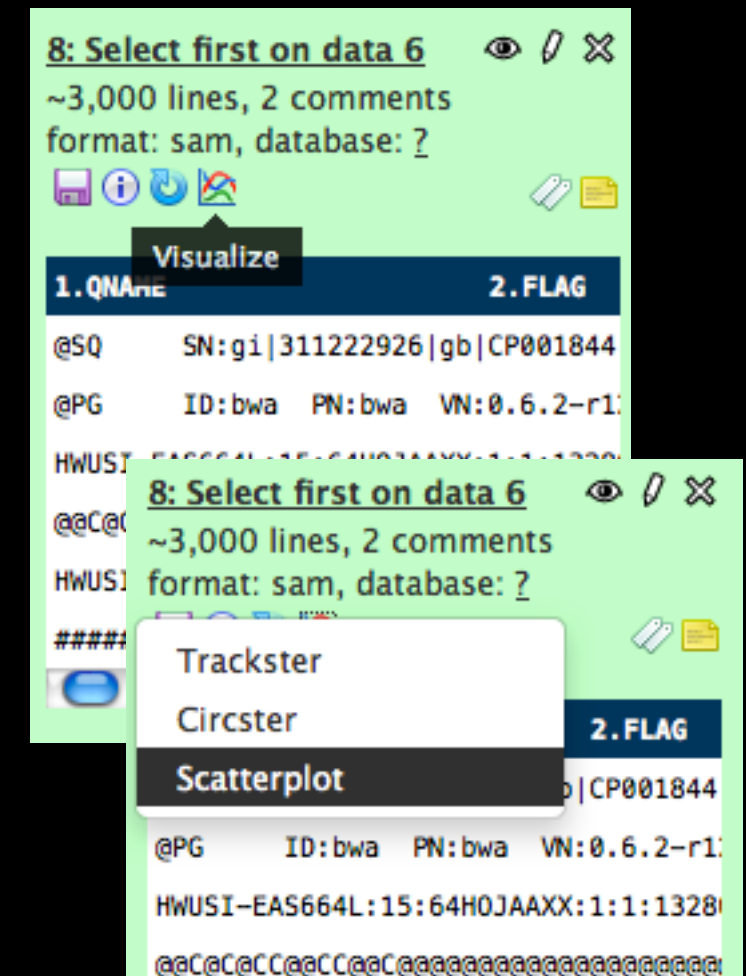 8: Select first on data 6
~3,000 lines, 2 comments
format: sam, database: ?
Visualize
1.QNAME 2.FLAG
@SQ SN:gi|311222926|gb|CP001844
@PG ID:bwa PN:bwa VN:0.6.2-r1
8: Select first on data 6
~3,000 lines, 2 comments
format: sam, database: ?
Trackster
Circster
Scatterplot
2.FLAG
|CP001844
@PG ID:bwa PN:bwa VN:0.6.2-r1
HWUSI-EAS664L:15:64HOJAAXX:1:1:1328